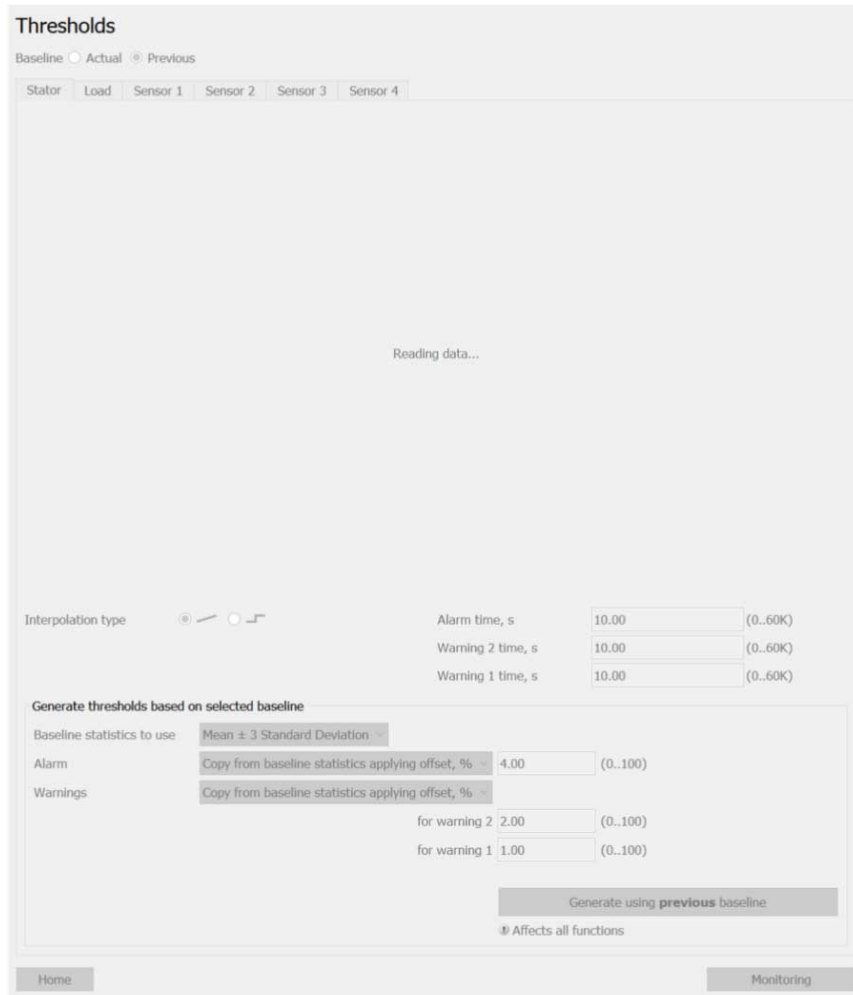 Thresholds
Baseline Actual Previous
Stator Load Sensor 1 Sensor 2 Sensor 3 Sensor 4
Reading data...
Interpolation type Alarm time, s 10.00 (0..60K)
Warning 2 time, s 10.00 (0..60K)
Warning 1 time, s 10.00 (0..60K)
Generate thresholds based on selected baseline
Baseline statistics to use Mean ± 3 Standard Deviation
Alarm Copy from baseline statistics applying offset, % 4.00 (0..100)
Warnings Copy from baseline statistics applying offset, %
for warning 2 2.00 (0..100)
for warning 1 1.00 (0..100)
Generate using previous baseline
Affects all functions
Home Monitoring